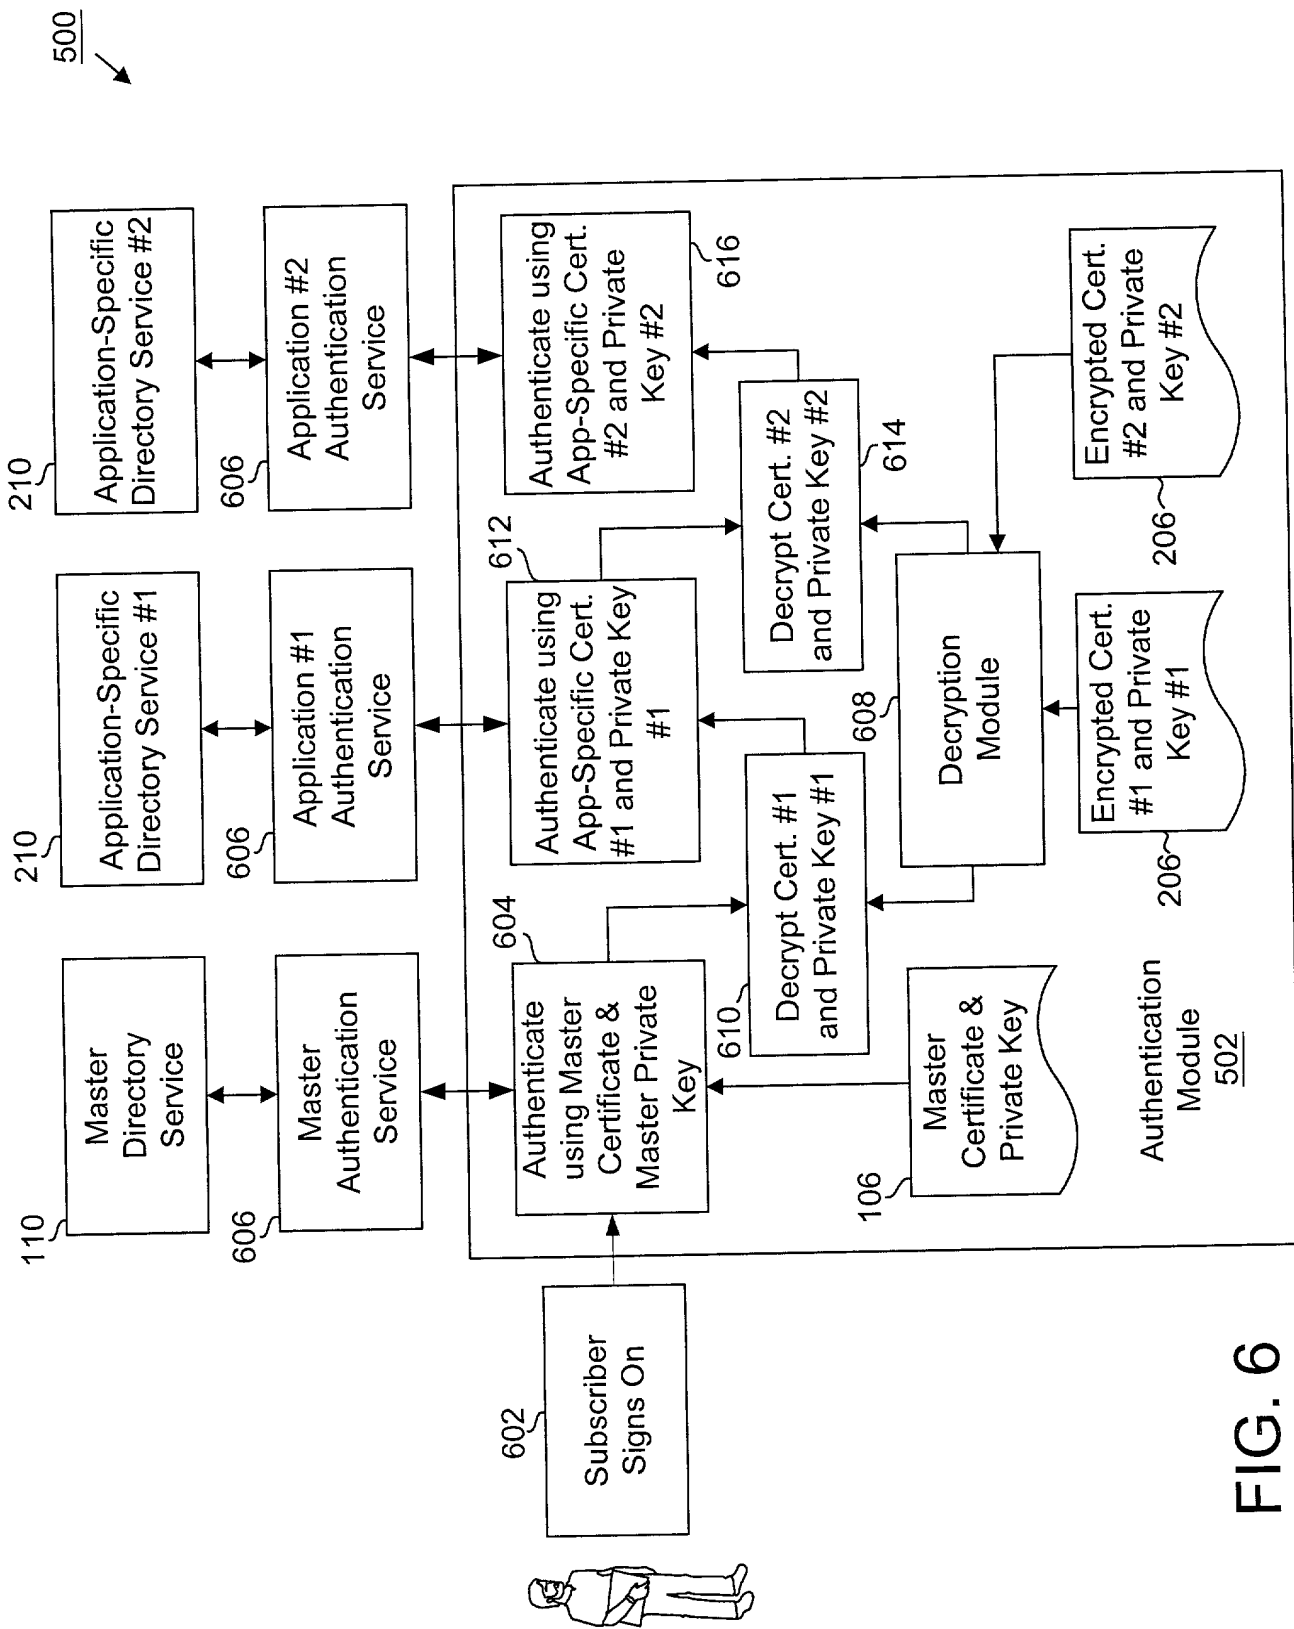 500
110
Master
Directory
Service
210
Application-Specific
Directory Service #1
210
Application-Specific
Directory Service #2
606
Master
Authentication
Service
606
Application #1
Authentication
Service
606
Application #2
Authentication
Service
602
Subscriber
Signs On
604
Authenticate
using Master
Certificate &
Master Private
Key
612
Authenticate using
App-Specific Cert.
#1 and Private Key
#1
Authenticate using
App-Specific Cert.
#2 and Private
Key #2
616
610
Decrypt Cert. #1
and Private Key #1
Decrypt Cert. #2
and Private Key #2
614
106
Master
Certificate &
Private Key
608
Decryption
Module
206
Encrypted Cert.
#1 and Private
Key #1
206
Encrypted Cert.
#2 and Private
Key #2
Authentication
Module
502
FIG. 6